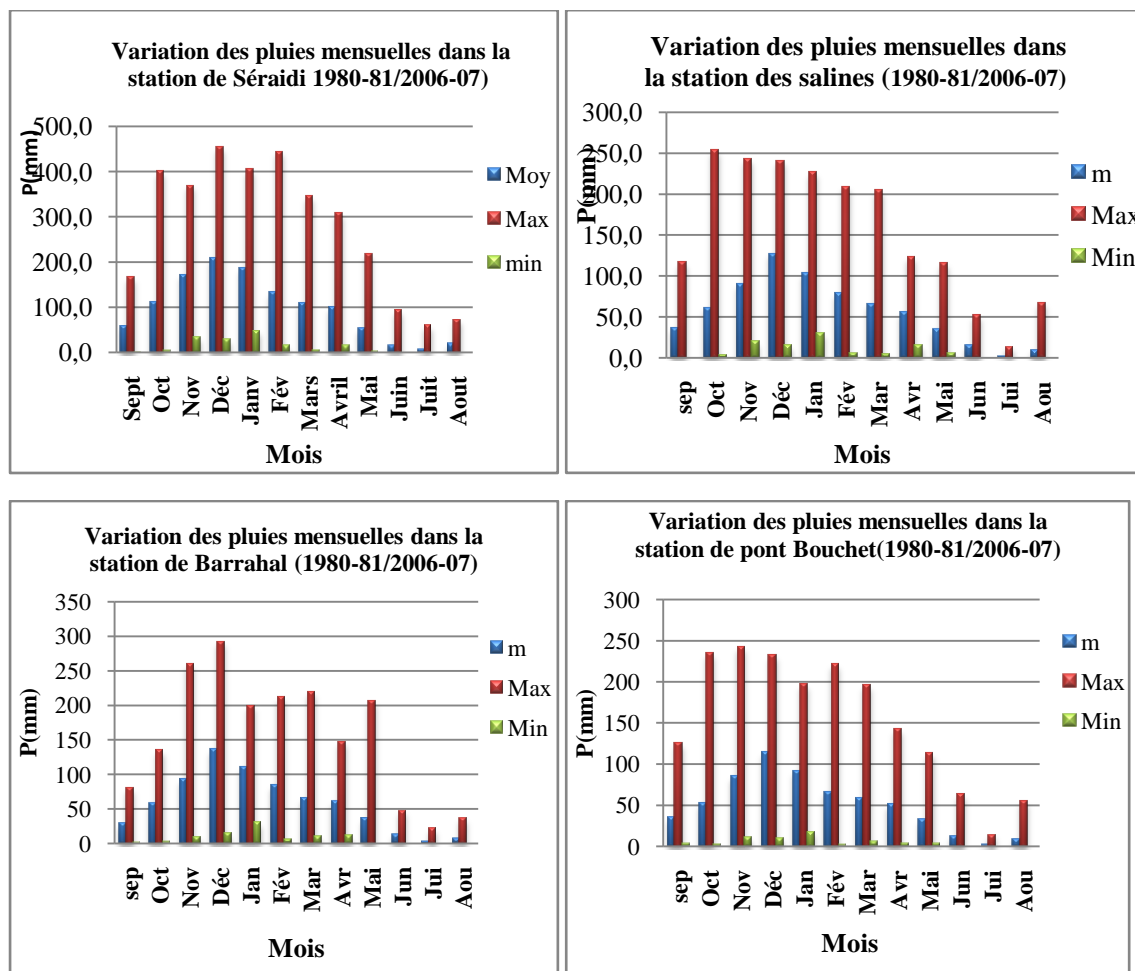 Variation des pluies mensuelles dans la
station de Séraidi 1980-81/2006-07)
P(mm)
500,0
400,0
300,0
200,0
100,0
0,0
Moy
Max
min
Sept
Oct
Nov
Déc
Janv
Fév
Mars
Avril
Mai
Juin
Juit
Aout
Mois
Variation des pluies mensuelles dans
la station des salines (1980-81/2006-07)
P(mm)
300,0
250,0
200,0
150,0
100,0
50,0
0,0
m
Max
Min
sep
Oct
Nov
Déc
Jan
Fév
Mar
Avr
Mai
Jun
Jui
Aou
Mois
Variation des pluies mensuelles dans la
station de Barrahal (1980-81/2006-07)
P(mm)
350
300
250
200
150
100
50
0
m
Max
Min
sep
Oct
Nov
Déc
Jan
Fév
Mar
Avr
Mai
Jun
Jui
Aou
Mois
Variation des pluies mensuelles dans la
station de pont Bouchet(1980-81/2006-07)
P(mm)
300
250
200
150
100
50
0
m
Max
Min
sep
Oct
Nov
Déc
Jan
Fév
Mar
Avr
Mai
Jun
Jui
Aou
Mois